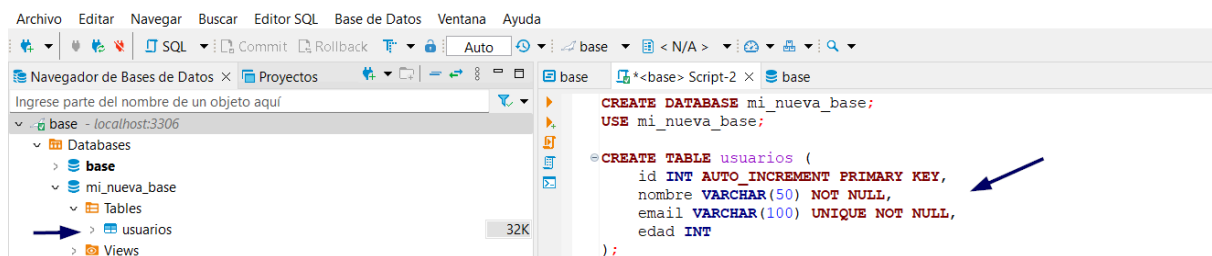 Archivo Editar Navegar Buscar Editor SQL Base de Datos Ventana Ayuda
SQL Commit Rollback Auto base < N/A >
Navegador de Bases de Datos Proyectos
Ingrese parte del nombre de un objeto aquí
base - localhost:3306
Databases
base
mi_nueva_base
Tables
usuarios 32K
Views
base *<base> Script-2 base
CREATE DATABASE mi_nueva_base;
USE mi_nueva_base;
CREATE TABLE usuarios (
id INT AUTO_INCREMENT PRIMARY KEY,
nombre VARCHAR(50) NOT NULL,
email VARCHAR(100) UNIQUE NOT NULL,
edad INT
);